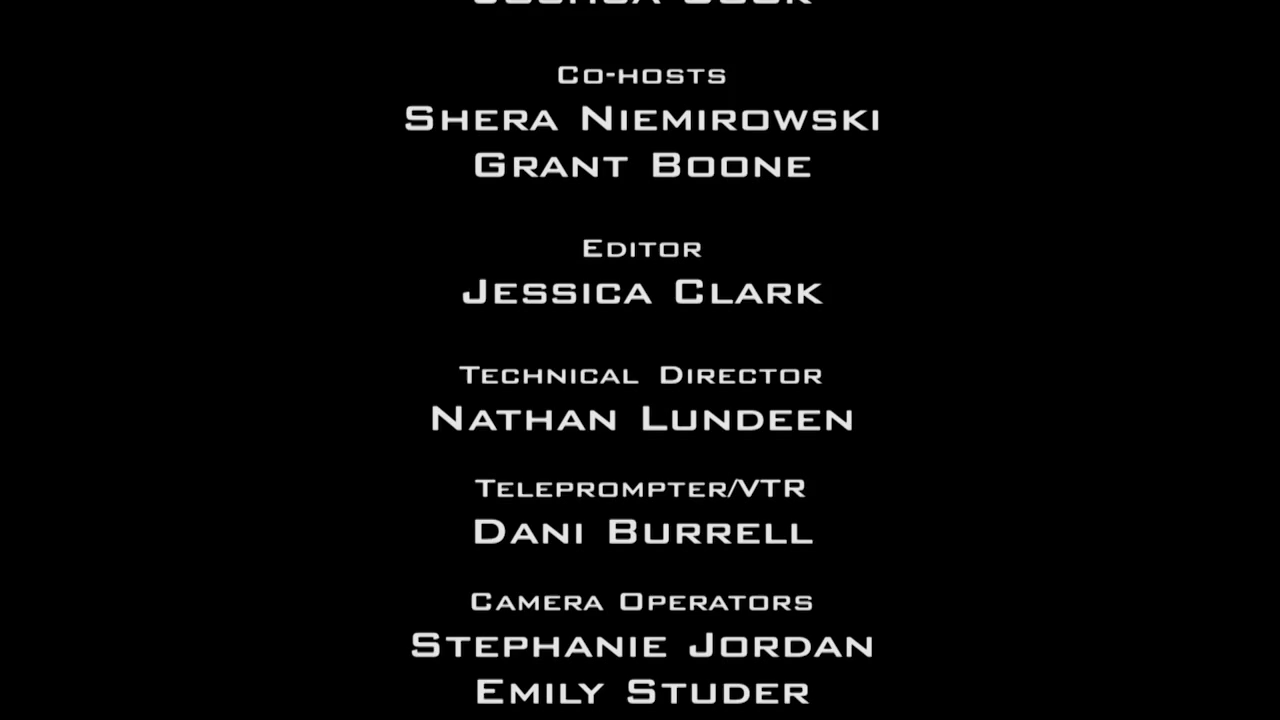 Co-hosts
Shera Niemirowski
Grant Boone
Editor
Jessica Clark
Technical Director
Nathan Lundeen
Teleprompter/VTR
Dani Burrell
Camera Operators
Stephanie Jordan
Emily Studer